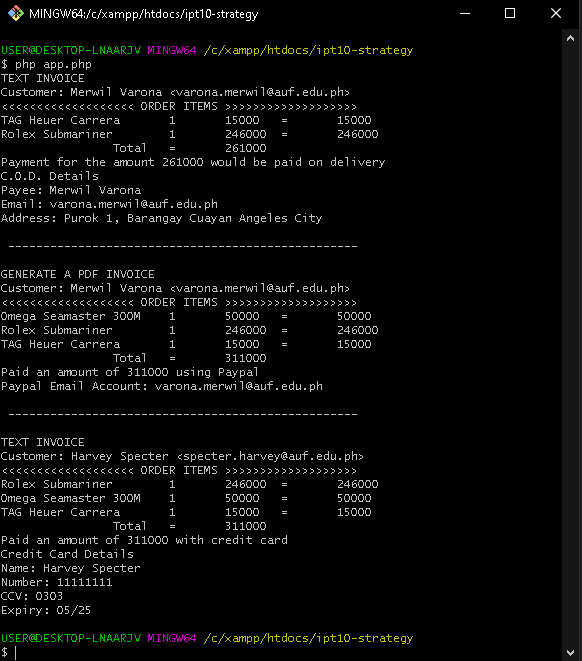 MINGW64:/c/xampp/htdocs/ipt10-strategy
USER@DESKTOP-LNAARJV MINGW64 /c/xampp/htdocs/ipt10-strategy
$ php app.php
TEXT INVOICE
Customer: Merwil Varona <varona.merwil@auf.edu.ph>
<<<<<<<<<<<<<<<<<<< ORDER ITEMS >>>>>>>>>>>>>>>>>>>
TAG Heuer Carrera 1 15000 = 15000
Rolex Submariner 1 246000 = 246000
Total = 261000
Payment for the amount 261000 would be paid on delivery
C.O.D. Details
Payee: Merwil Varona
Email: varona.merwil@auf.edu.ph
Address: Purok 1, Barangay Cuayan Angeles City
--------------------------------------------------
GENERATE A PDF INVOICE
Customer: Merwil Varona <varona.merwil@auf.edu.ph>
<<<<<<<<<<<<<<<<<<< ORDER ITEMS >>>>>>>>>>>>>>>>>>>
Omega Seamaster 300M 1 50000 = 50000
Rolex Submariner 1 246000 = 246000
TAG Heuer Carrera 1 15000 = 15000
Total = 311000
Paid an amount of 311000 using Paypal
Paypal Email Account: varona.merwil@auf.edu.ph
--------------------------------------------------
TEXT INVOICE
Customer: Harvey Specter <specter.harvey@auf.edu.ph>
<<<<<<<<<<<<<<<<<<< ORDER ITEMS >>>>>>>>>>>>>>>>>>>
Rolex Submariner 1 246000 = 246000
Omega Seamaster 300M 1 50000 = 50000
TAG Heuer Carrera 1 15000 = 15000
Total = 311000
Paid an amount of 311000 with credit card
Credit Card Details
Name: Harvey Specter
Number: 11111111
CCV: 0303
Expiry: 05/25
USER@DESKTOP-LNAARJV MINGW64 /c/xampp/htdocs/ipt10-strategy
$